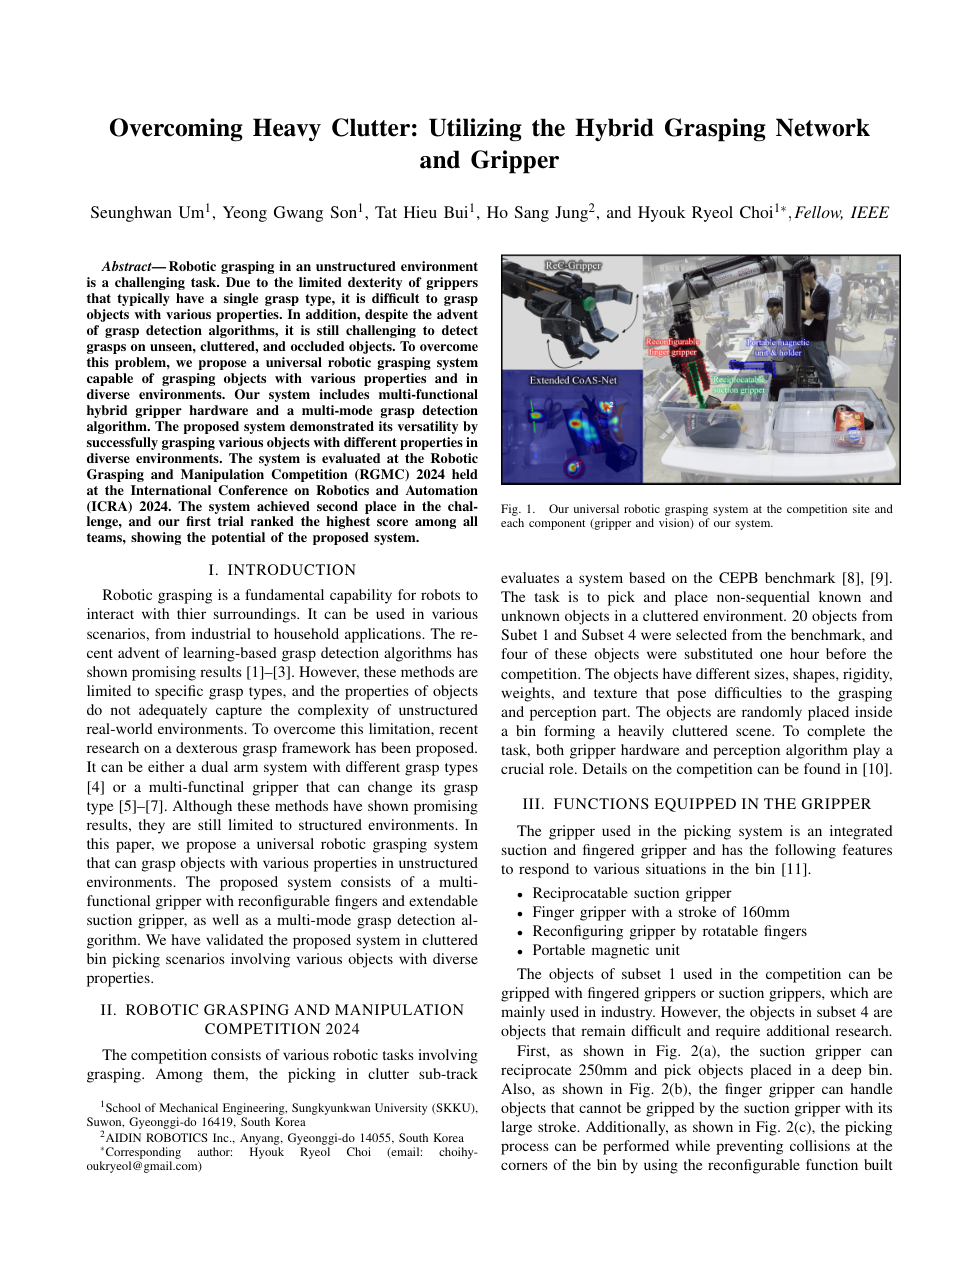 Overcoming Heavy Clutter: Utilizing the Hybrid Grasping Network
and Gripper
Seunghwan Um1, Yeong Gwang Son1, Tat Hieu Bui1, Ho Sang Jung2, and Hyouk Ryeol Choi1*, Fellow, IEEE
Abstract— Robotic grasping in an unstructured environment
is a challenging task. Due to the limited dexterity of grippers
that typically have a single grasp type, it is difficult to grasp
objects with various properties. In addition, despite the advent
of grasp detection algorithms, it is still challenging to detect
grasps on unseen, cluttered, and occluded objects. To overcome
this problem, we propose a universal robotic grasping system
capable of grasping objects with various properties and in
diverse environments. Our system includes multi-functional
hybrid gripper hardware and a multi-mode grasp detection
algorithm. The proposed system demonstrated its versatility by
successfully grasping various objects with different properties in
diverse environments. The system is evaluated at the Robotic
Grasping and Manipulation Competition (RGMC) 2024 held
at the International Conference on Robotics and Automation
(ICRA) 2024. The system achieved second place in the chal-
lenge, and our first trial ranked the highest score among all
teams, showing the potential of the proposed system.
I. INTRODUCTION
Robotic grasping is a fundamental capability for robots to
interact with thier surroundings. It can be used in various
scenarios, from industrial to household applications. The re-
cent advent of learning-based grasp detection algorithms has
shown promising results [1]–[3]. However, these methods are
limited to specific grasp types, and the properties of objects
do not adequately capture the complexity of unstructured
real-world environments. To overcome this limitation, recent
research on a dexterous grasp framework has been proposed.
It can be either a dual arm system with different grasp types
[4] or a multi-functinal gripper that can change its grasp
type [5]–[7]. Although these methods have shown promising
results, they are still limited to structured environments. In
this paper, we propose a universal robotic grasping system
that can grasp objects with various properties in unstructured
environments. The proposed system consists of a multi-
functional gripper with reconfigurable fingers and extendable
suction gripper, as well as a multi-mode grasp detection al-
gorithm. We have validated the proposed system in cluttered
bin picking scenarios involving various objects with diverse
properties.
II. ROBOTIC GRASPING AND MANIPULATION
COMPETITION 2024
The competition consists of various robotic tasks involving
grasping. Among them, the picking in clutter sub-track
1School of Mechanical Engineering, Sungkyunkwan University (SKKU),
Suwon, Gyeonggi-do 16419, South Korea
2AIDIN ROBOTICS Inc., Anyang, Gyeonggi-do 14055, South Korea
*Corresponding author: Hyouk Ryeol Choi (email: choihy-
oukryeol@gmail.com)
ReC-Gripper
Extended CoAS-Net
Reconfigurable
finger gripper
Portable magnetic
unit & holder
Reciprocatable
suction gripper
Fig. 1. Our universal robotic grasping system at the competition site and
each component (gripper and vision) of our system.
evaluates a system based on the CEPB benchmark [8], [9].
The task is to pick and place non-sequential known and
unknown objects in a cluttered environment. 20 objects from
Subet 1 and Subset 4 were selected from the benchmark, and
four of these objects were substituted one hour before the
competition. The objects have different sizes, shapes, rigidity,
weights, and texture that pose difficulties to the grasping
and perception part. The objects are randomly placed inside
a bin forming a heavily cluttered scene. To complete the
task, both gripper hardware and perception algorithm play a
crucial role. Details on the competition can be found in [10].
III. FUNCTIONS EQUIPPED IN THE GRIPPER
The gripper used in the picking system is an integrated
suction and fingered gripper and has the following features
to respond to various situations in the bin [11].
• Reciprocatable suction gripper
• Finger gripper with a stroke of 160mm
• Reconfiguring gripper by rotatable fingers
• Portable magnetic unit
The objects of subset 1 used in the competition can be
gripped with fingered grippers or suction grippers, which are
mainly used in industry. However, the objects in subset 4 are
objects that remain difficult and require additional research.
First, as shown in Fig. 2(a), the suction gripper can
reciprocate 250mm and pick objects placed in a deep bin.
Also, as shown in Fig. 2(b), the finger gripper can handle
objects that cannot be gripped by the suction gripper with its
large stroke. Additionally, as shown in Fig. 2(c), the picking
process can be performed while preventing collisions at the
corners of the bin by using the reconfigurable function built